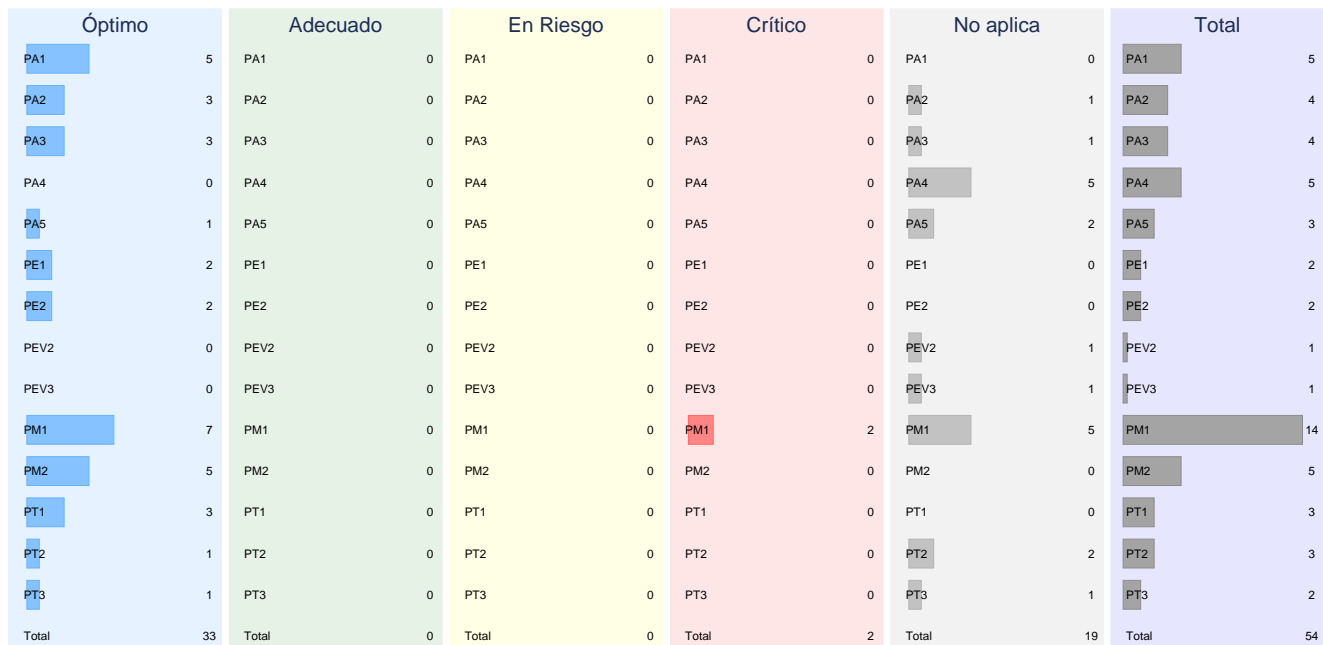 Óptimo Adecuado En Riesgo Crítico No aplica Total
PA1 5 PA1 0 PA1 0 PA1 0 PA1 0 PA1 5
PA2 3 PA2 0 PA2 0 PA2 0 PA2 1 PA2 4
PA3 3 PA3 0 PA3 0 PA3 0 PA3 1 PA3 4
PA4 0 PA4 0 PA4 0 PA4 0 PA4 5 PA4 5
PA5 1 PA5 0 PA5 0 PA5 0 PA5 2 PA5 3
PE1 2 PE1 0 PE1 0 PE1 0 PE1 0 PE1 2
PE2 2 PE2 0 PE2 0 PE2 0 PE2 0 PE2 2
PEV2 0 PEV2 0 PEV2 0 PEV2 0 PEV2 1 PEV2 1
PEV3 0 PEV3 0 PEV3 0 PEV3 0 PEV3 1 PEV3 1
PM1 7 PM1 0 PM1 0 PM1 2 PM1 5 PM1 14
PM2 5 PM2 0 PM2 0 PM2 0 PM2 0 PM2 5
PT1 3 PT1 0 PT1 0 PT1 0 PT1 0 PT1 3
PT2 1 PT2 0 PT2 0 PT2 0 PT2 2 PT2 3
PT3 1 PT3 0 PT3 0 PT3 0 PT3 1 PT3 2
Total 33 Total 0 Total 0 Total 2 Total 19 Total 54